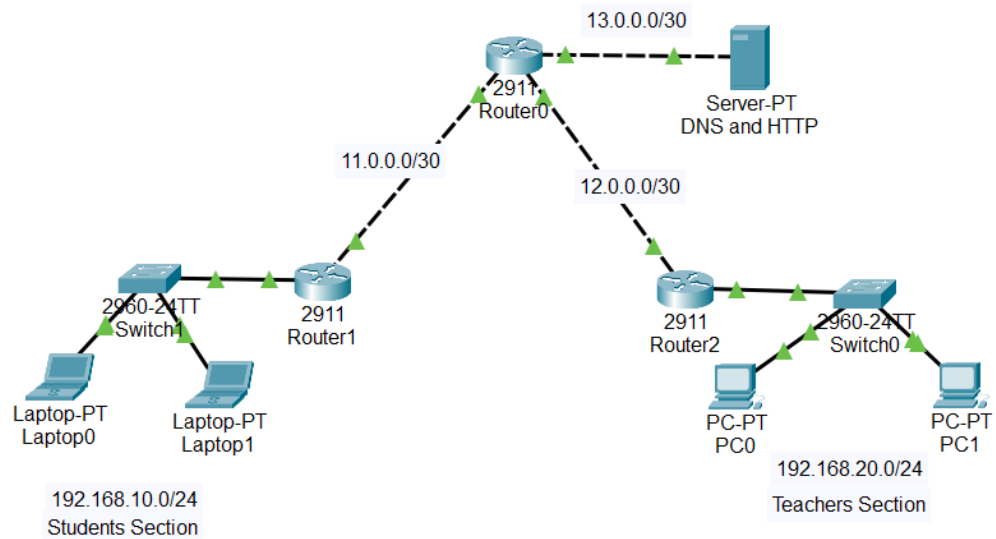 13.0.0.0/30
2911
Router0
Server-PT
DNS and HTTP
11.0.0.0/30
12.0.0.0/30
2960-24TT
Switch1
2911
Router1
2911
Router2
2960-24TT
Switch0
Laptop-PT
Laptop0
Laptop-PT
Laptop1
PC-PT
PC0
PC-PT
PC1
192.168.10.0/24
Students Section
192.168.20.0/24
Teachers Section